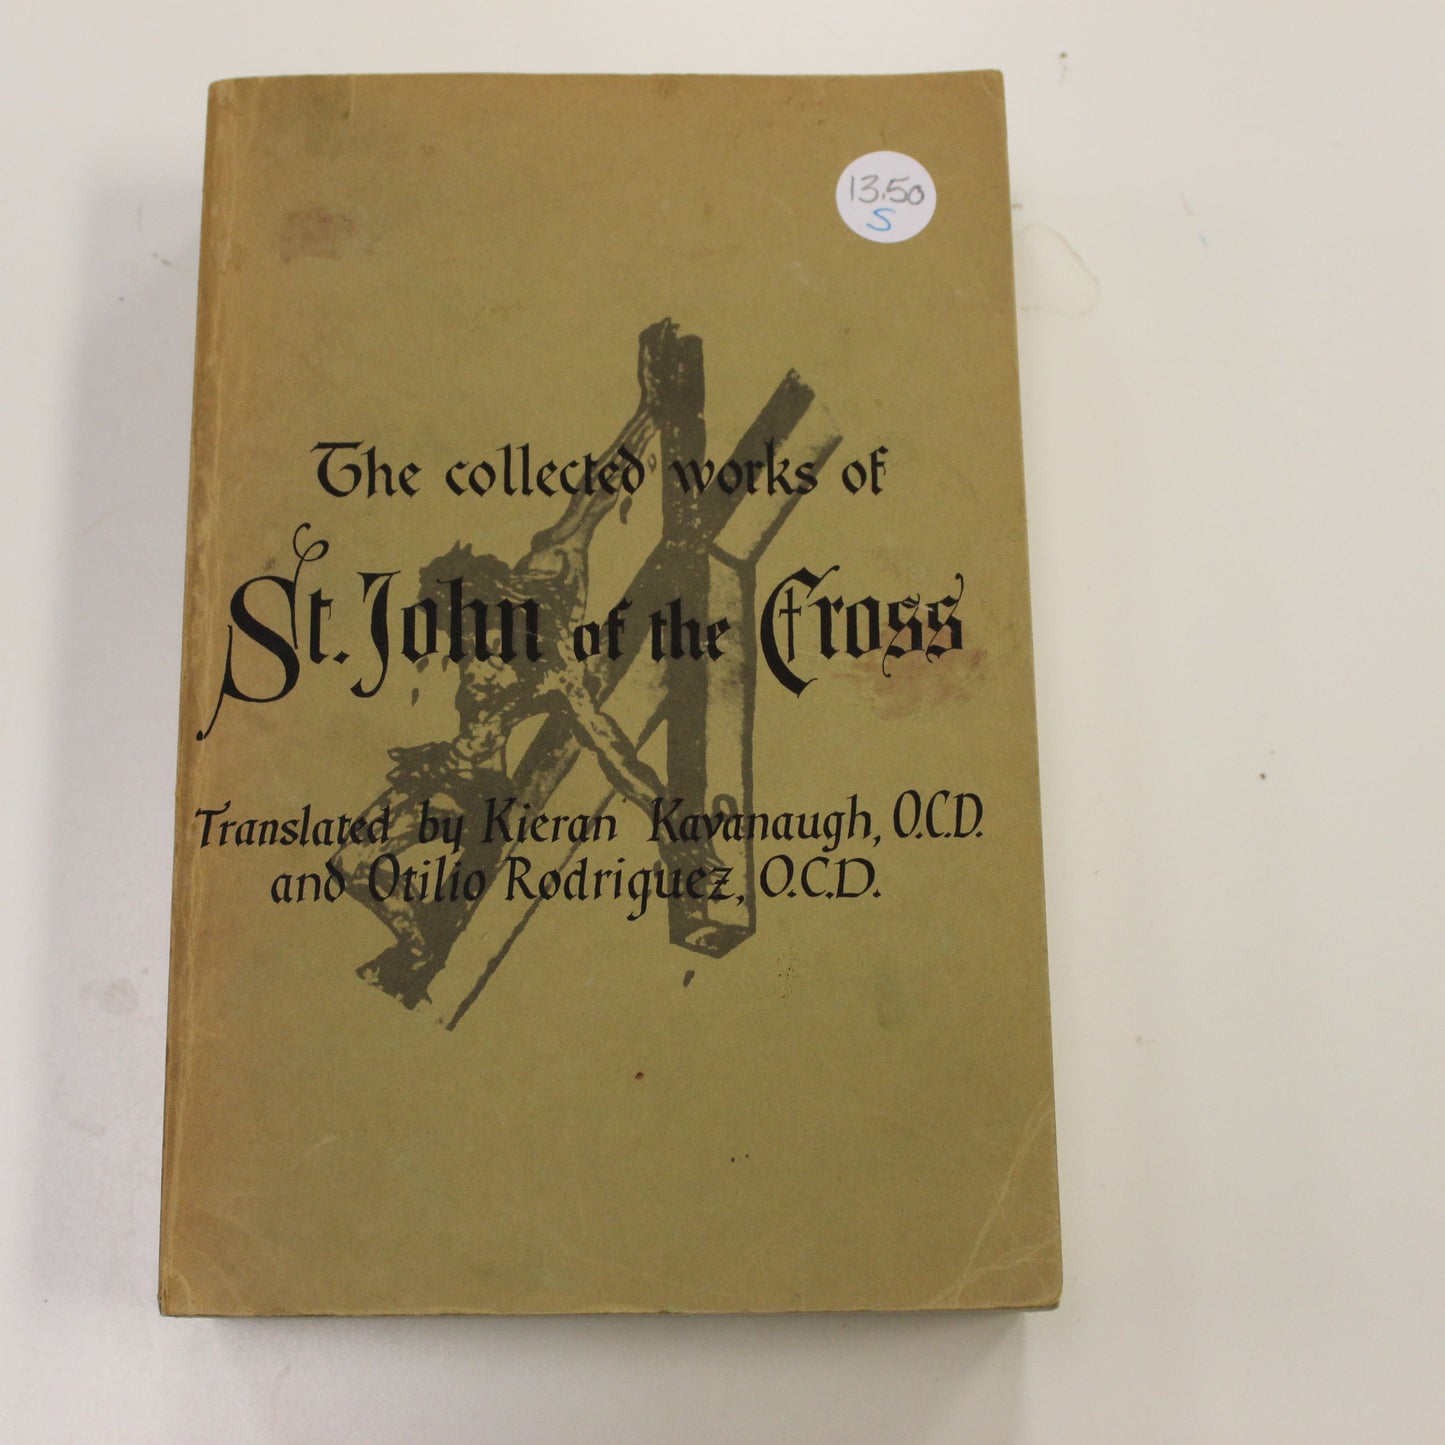 13.50
S
The collected works of
St. John of the Cross
Translated by Kieran Kavanaugh, O.C.D.
and Otilio Rodriguez, O.C.D.